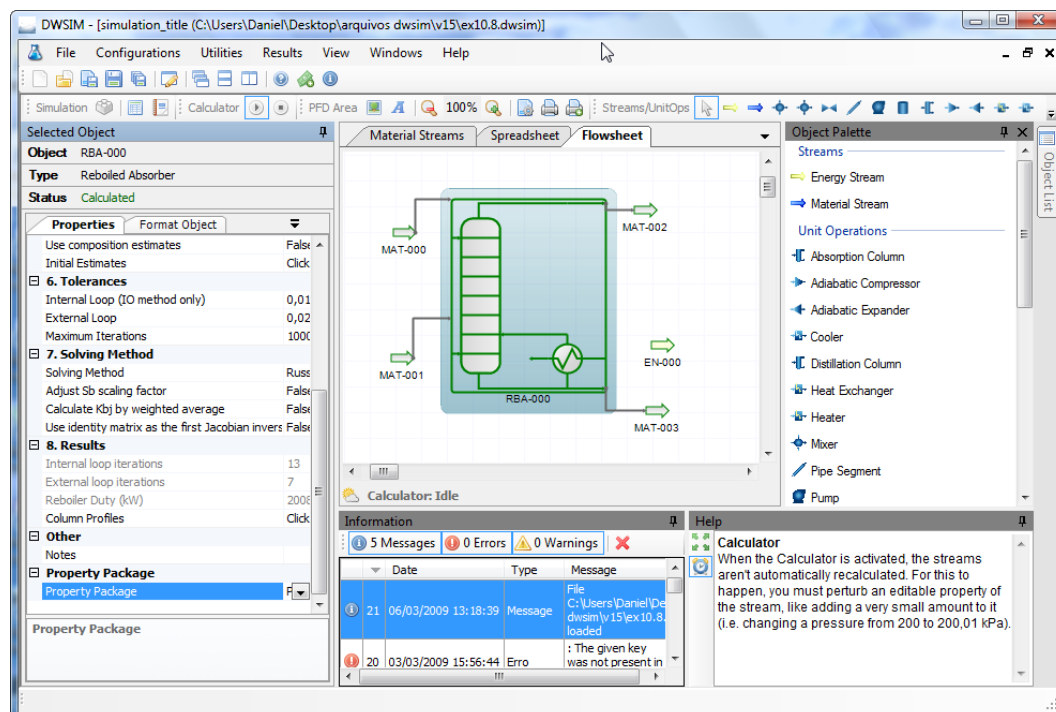 DWSIM - [simulation_title (C:\Users\Daniel\Desktop\arquivos dwsim\v15\ex10.8.dwsim)]
File Configurations Utilities Results View Windows Help
Simulation Calculator PFD Area A 100% Streams/UnitOps
Selected Object
Object RBA-000
Type Reboiled Absorber
Status Calculated
Properties Format Object
Use composition estimates False
Initial Estimates Click
6. Tolerances
Internal Loop (IO method only) 0,01
External Loop 0,02
Maximum Iterations 1000
7. Solving Method
Solving Method Russ
Adjust Sb scaling factor False
Calculate Kbj by weighted average False
Use identity matrix as the first Jacobian invers False
8. Results
Internal loop iterations 13
External loop iterations 7
Reboiler Duty (kW) 2008
Column Profiles Click
Other
Notes
Property Package
Property Package
Property Package
Material Streams Spreadsheet Flowsheet
MAT-000
MAT-002
MAT-001
EN-000
RBA-000
MAT-003
Calculator: Idle
Object Palette
Streams
Energy Stream
Material Stream
Unit Operations
Absorption Column
Adiabatic Compressor
Adiabatic Expander
Cooler
Distillation Column
Heat Exchanger
Heater
Mixer
Pipe Segment
Pump
Object List
Information
5 Messages 0 Errors 0 Warnings
Date Type Message
21 06/03/2009 13:18:39 Message File
C:\Users\Daniel\De
dwsim\v15\ex10.8.
loaded
20 03/03/2009 15:56:44 Erro : The given key
was not present in
Help
Calculator
When the Calculator is activated, the streams
aren't automatically recalculated. For this to
happen, you must perturb an editable property of
the stream, like adding a very small amount to it
(i.e. changing a pressure from 200 to 200,01 kPa).